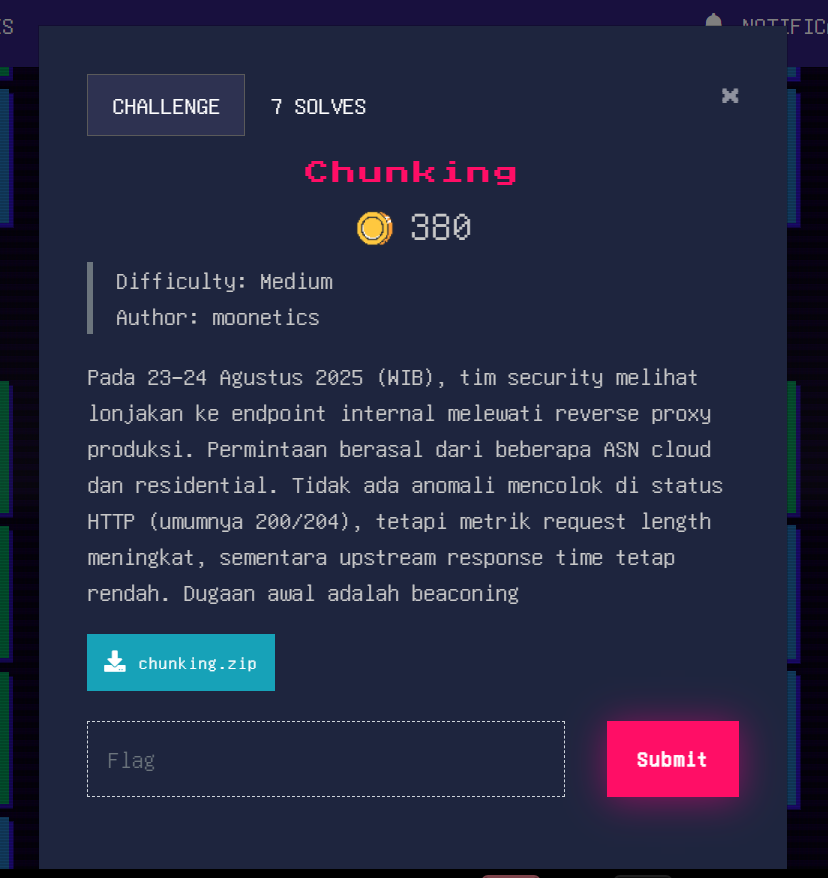 NOTIFIC
CHALLENGE
7 SOLVES
Chunking
380
Difficulty: Medium
Author: moonetics
Pada 23-24 Agustus 2025 (WIB), tim security melihat
lonjakan ke endpoint internal melewati reverse proxy
produksi. Permintaan berasal dari beberapa ASN cloud
dan residential. Tidak ada anomali mencolok di status
HTTP (umumnya 200/204), tetapi metrik request length
meningkat, sementara upstream response time tetap
rendah. Dugaan awal adalah beaconing
chunking.zip
Flag
Submit